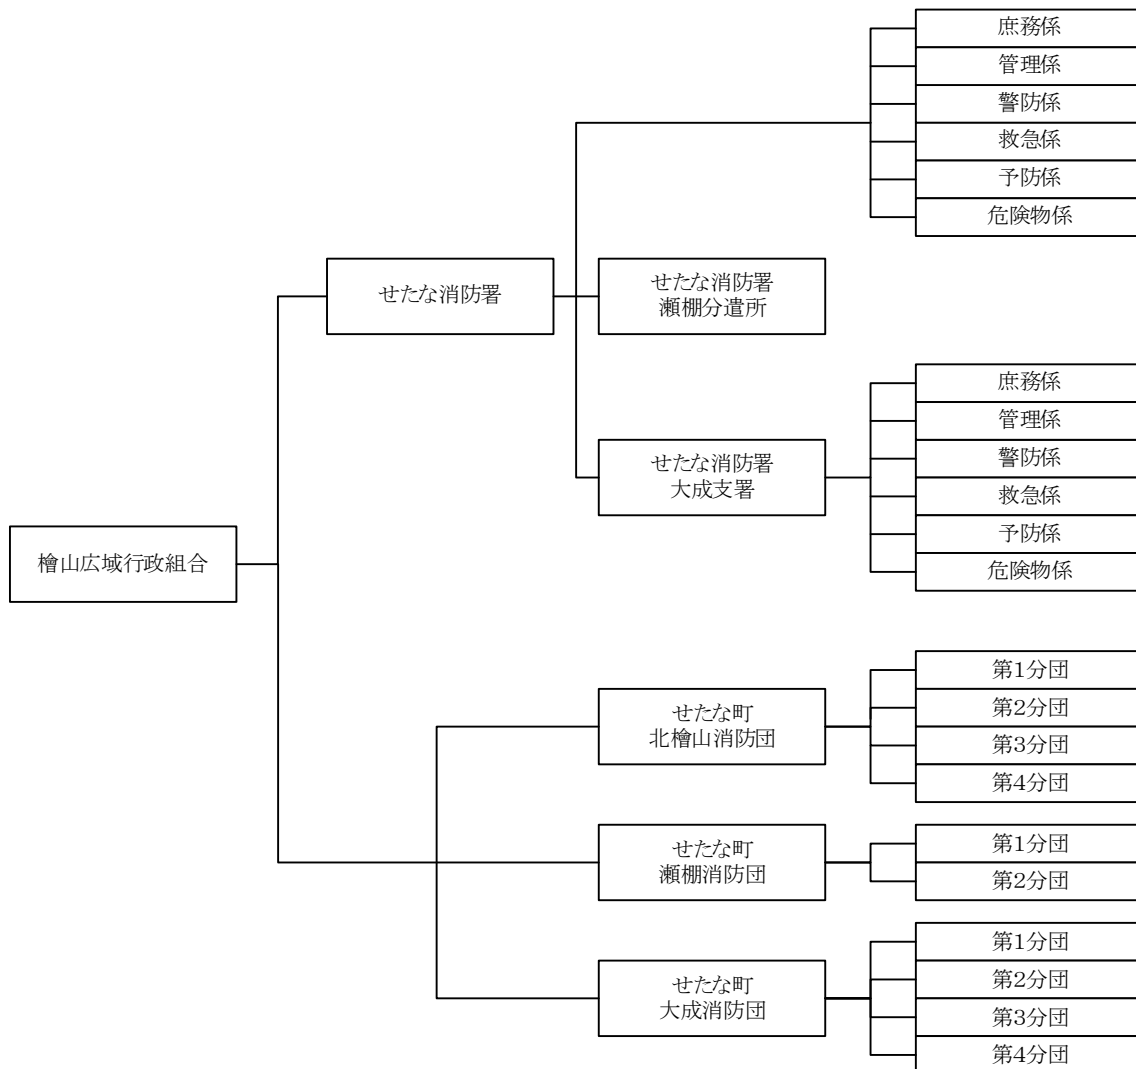 庶務係
管理係
警防係
救急係
予防係
危険物係
せたな消防署
せたな消防署
瀬棚分遣所
庶務係
管理係
警防係
救急係
予防係
危険物係
せたな消防署
大成支署
檜山広域行政組合
第1分団
第2分団
第3分団
第4分団
せたな町
北檜山消防団
第1分団
第2分団
せたな町
瀬棚消防団
第1分団
第2分団
第3分団
第4分団
せたな町
大成消防団